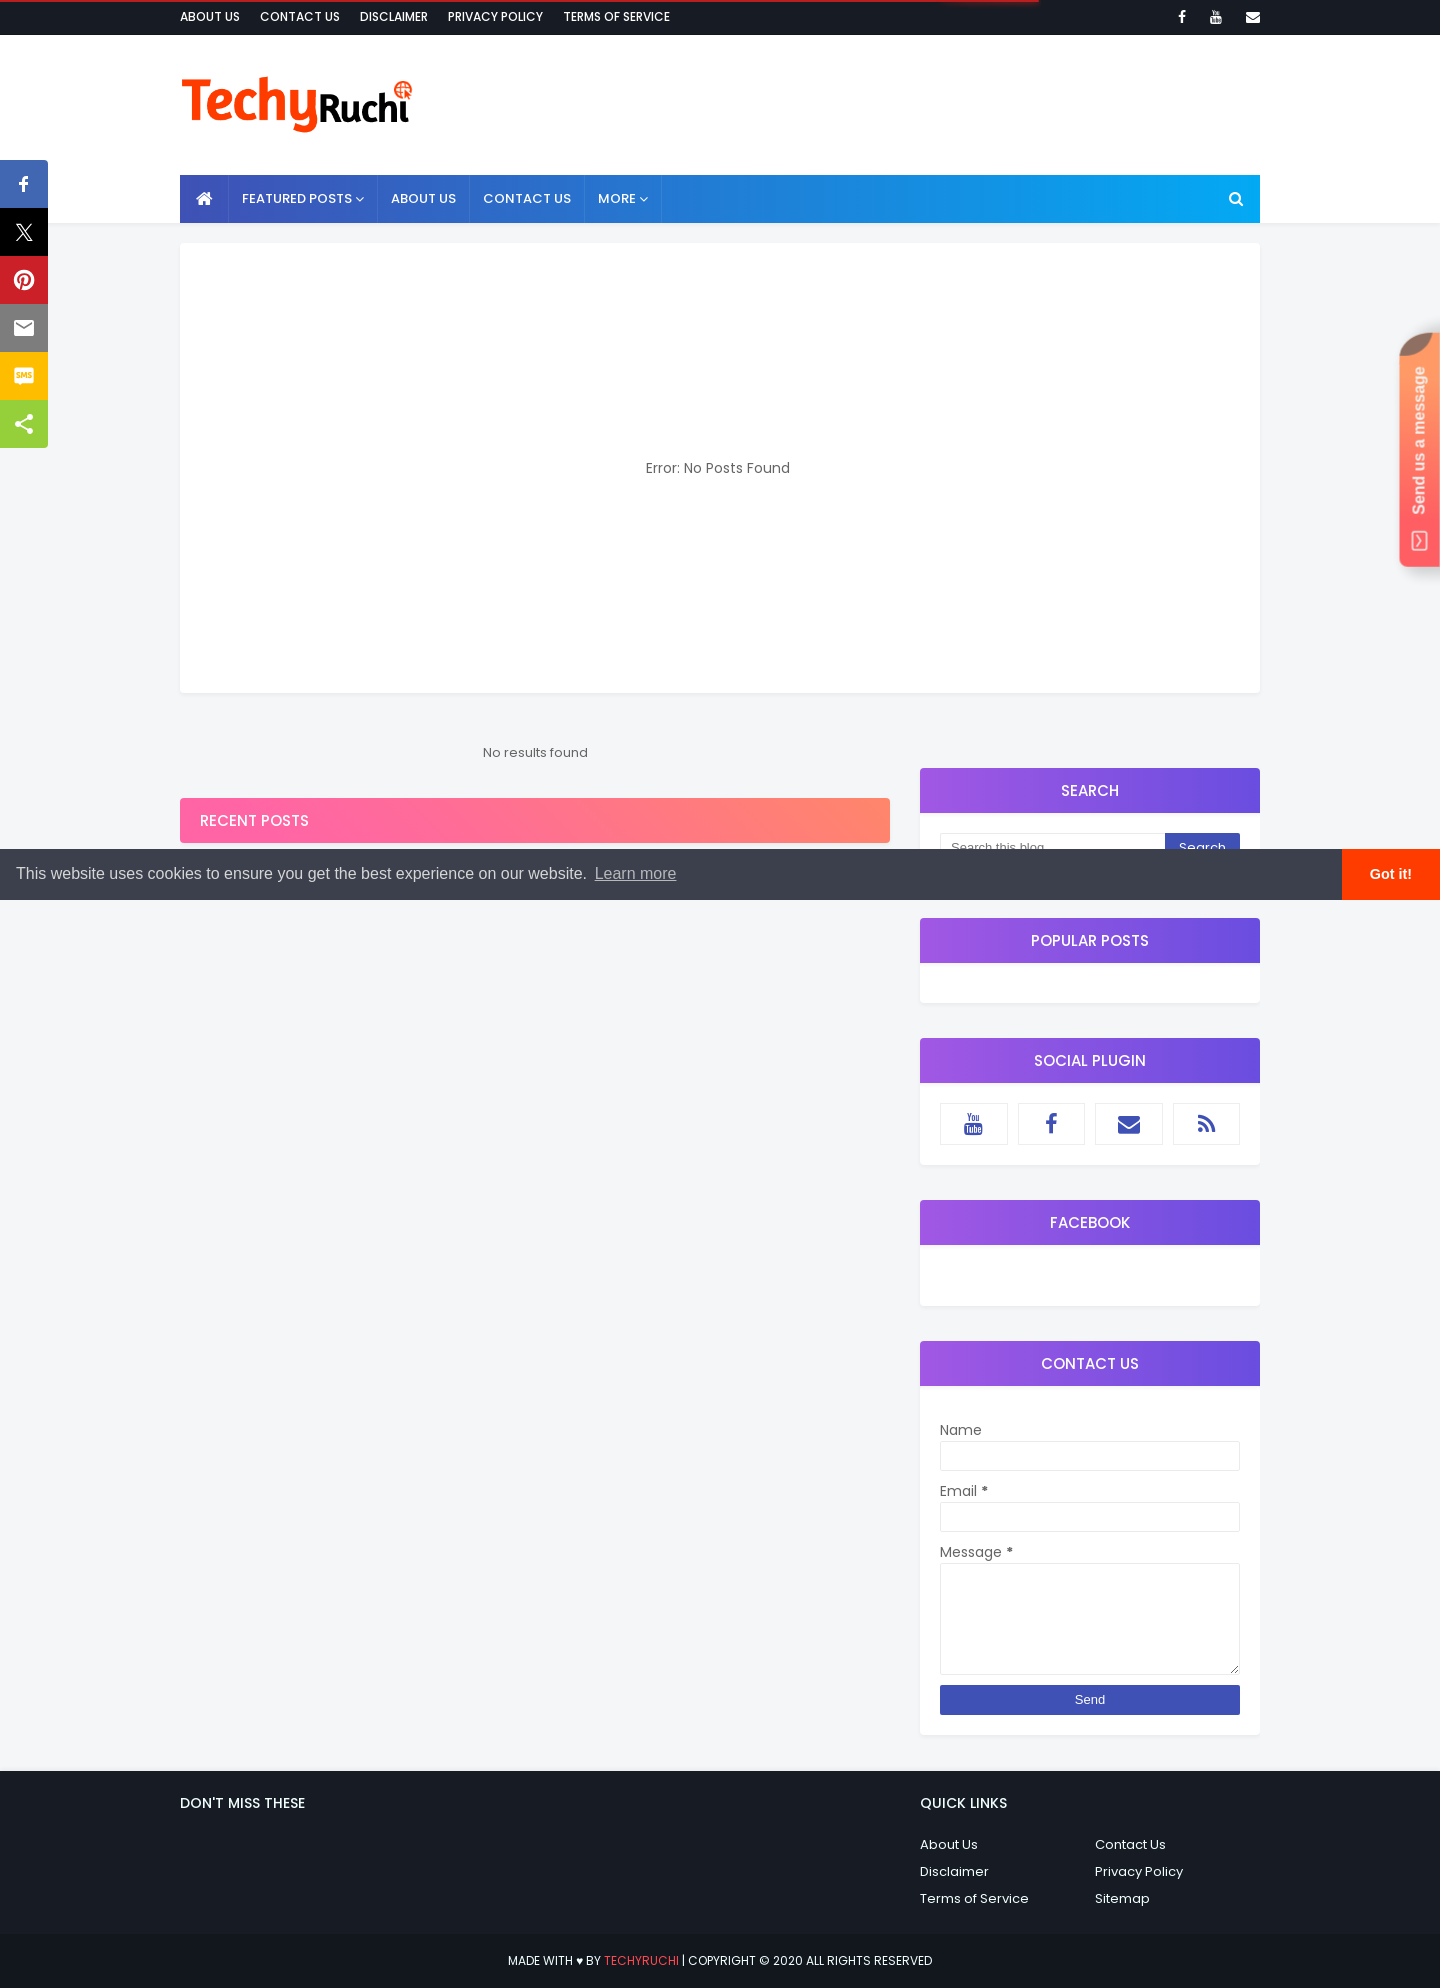 ABOUT US CONTACT US DISCLAIMER PRIVACY POLICY TERMS OF SERVICE
TechyRuchi
FEATURED POSTS ABOUT US CONTACT US MORE
SMS
Send us a message
Error: No Posts Found
No results found
RECENT POSTS
SEARCH
Search this blog Search
This website uses cookies to ensure you get the best experience on our website. Learn more Got it!
POPULAR POSTS
SOCIAL PLUGIN
You Tube
FACEBOOK
CONTACT US
Name
Email *
Message *
Send
DON'T MISS THESE
QUICK LINKS
About Us Contact Us
Disclaimer Privacy Policy
Terms of Service Sitemap
MADE WITH ♥ BY TECHYRUCHI | COPYRIGHT © 2020 ALL RIGHTS RESERVED